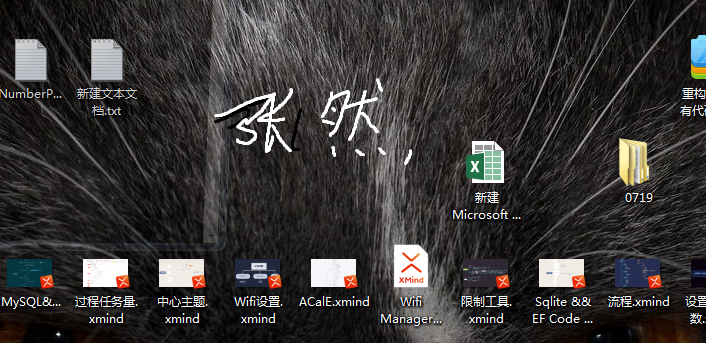 NumberP...
新建文本文
档.txt
张然
重构
有代
新建
Microsoft ...
0719
XMind
MySQL&...
过程任务量.
xmind
中心主题.
xmind
Wifi设置.
xmind
ACalE.xmind
Wifi
Manager...
限制工具.
xmind
Sqlite &&
EF Code ...
流程.xmind
设置
数.